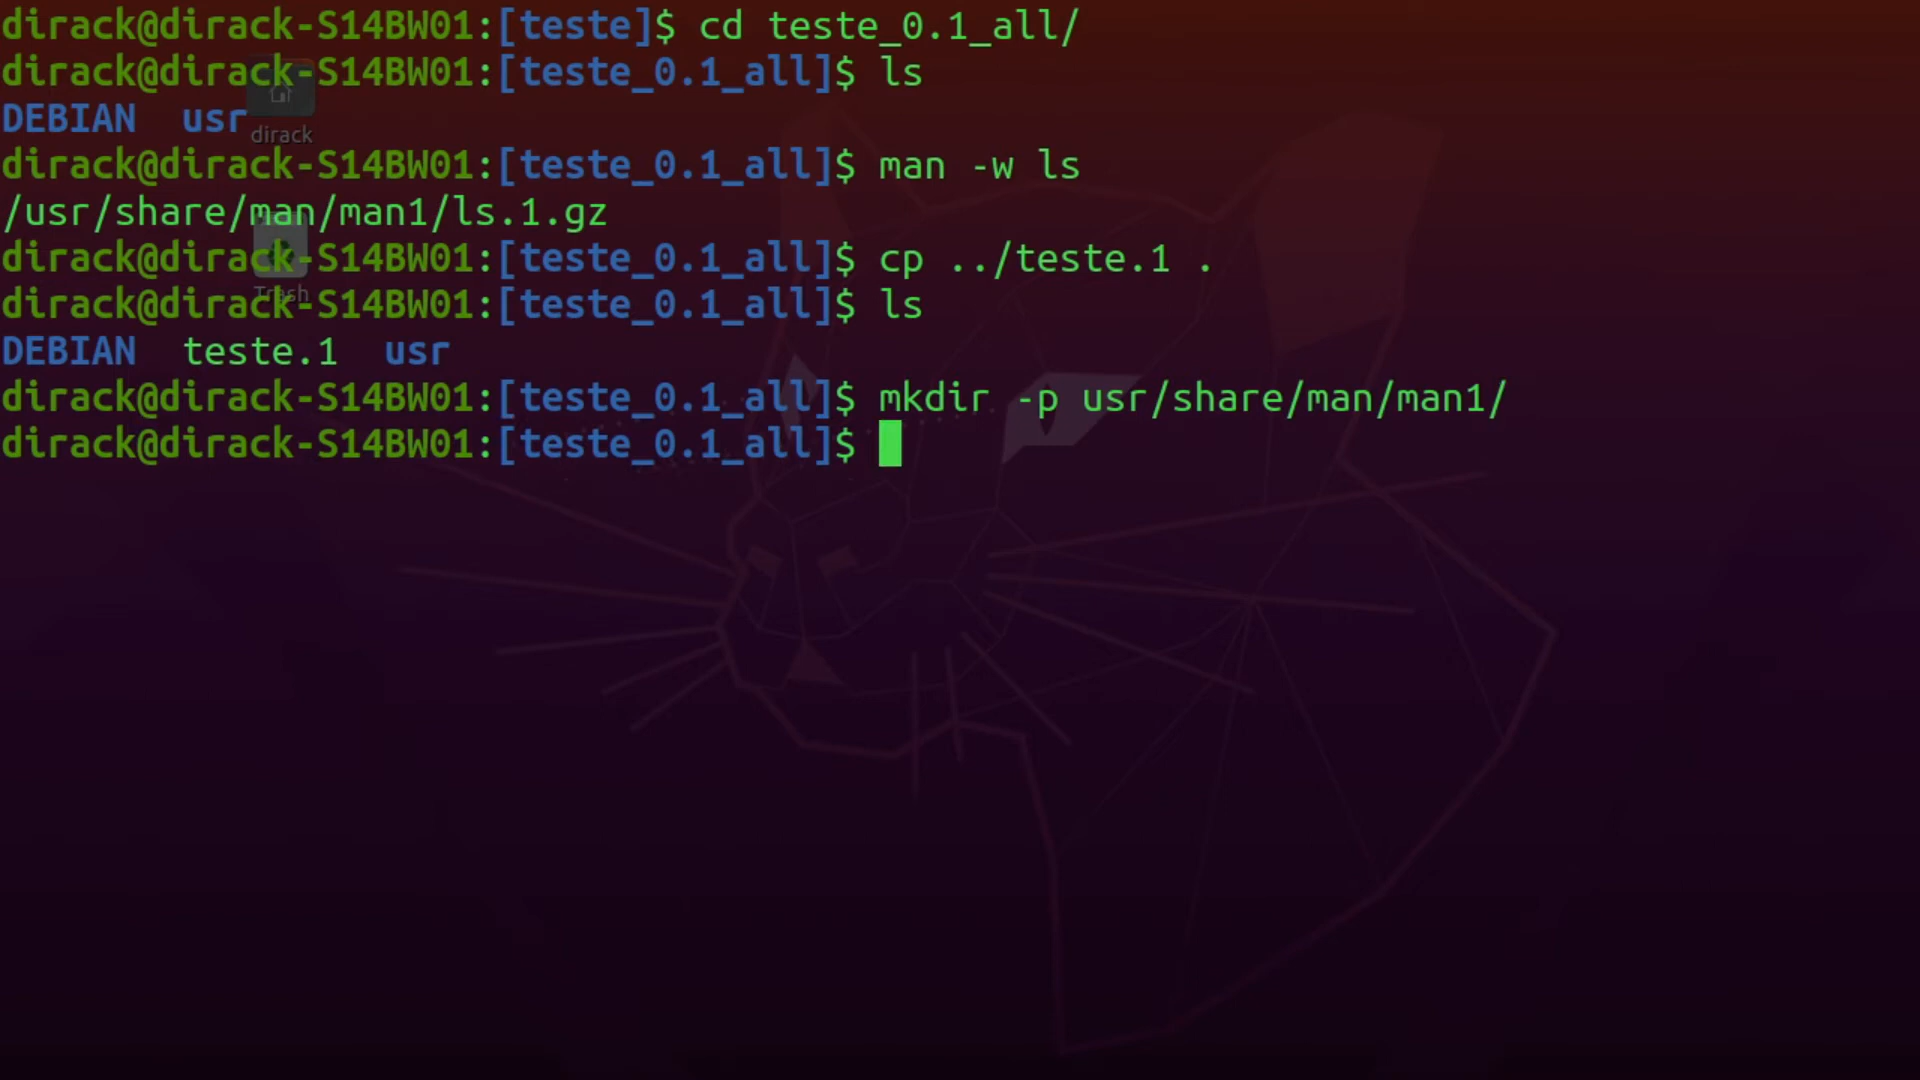 dirack@dirack-S14BW01:[teste]$ cd teste_0.1_all/
dirack@dirack-S14BW01:[teste_0.1_all]$ ls
DEBIAN  usr
dirack
dirack@dirack-S14BW01:[teste_0.1_all]$ man -w ls
/usr/share/man/man1/ls.1.gz
dirack@dirack-S14BW01:[teste_0.1_all]$ cp ../teste.1 .
Trash
dirack@dirack-S14BW01:[teste_0.1_all]$ ls
DEBIAN  teste.1  usr
dirack@dirack-S14BW01:[teste_0.1_all]$ mkdir -p usr/share/man/man1/
dirack@dirack-S14BW01:[teste_0.1_all]$